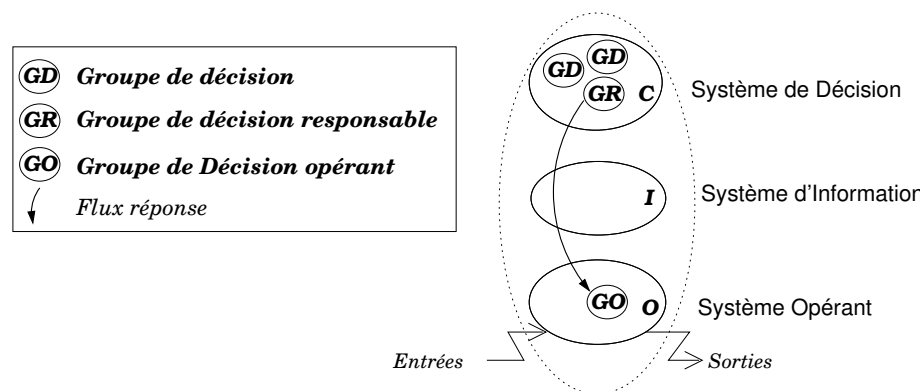 GD Groupe de décision
GR Groupe de décision responsable
GO Groupe de Décision opérant
Flux réponse
GD
GD
GR C
Système de Décision
I
Système d'Information
GO O
Système Opérant
Entrées
Sorties